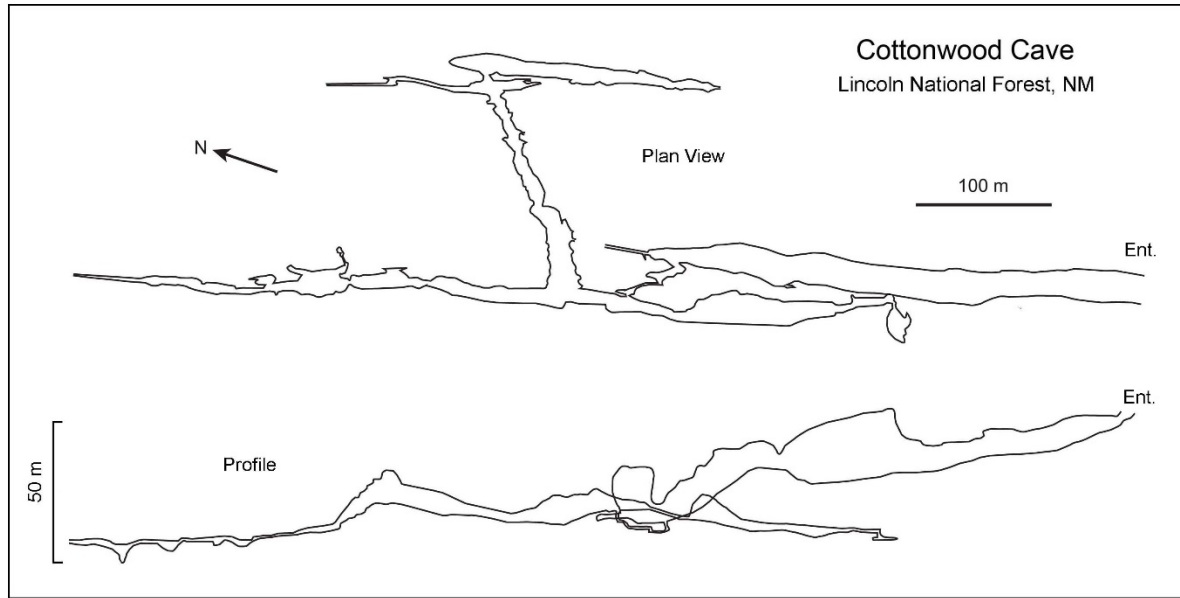 Cottonwood Cave
Lincoln National Forest, NM
N
Plan View
100 m
Ent.
Ent.
Profile
50 m